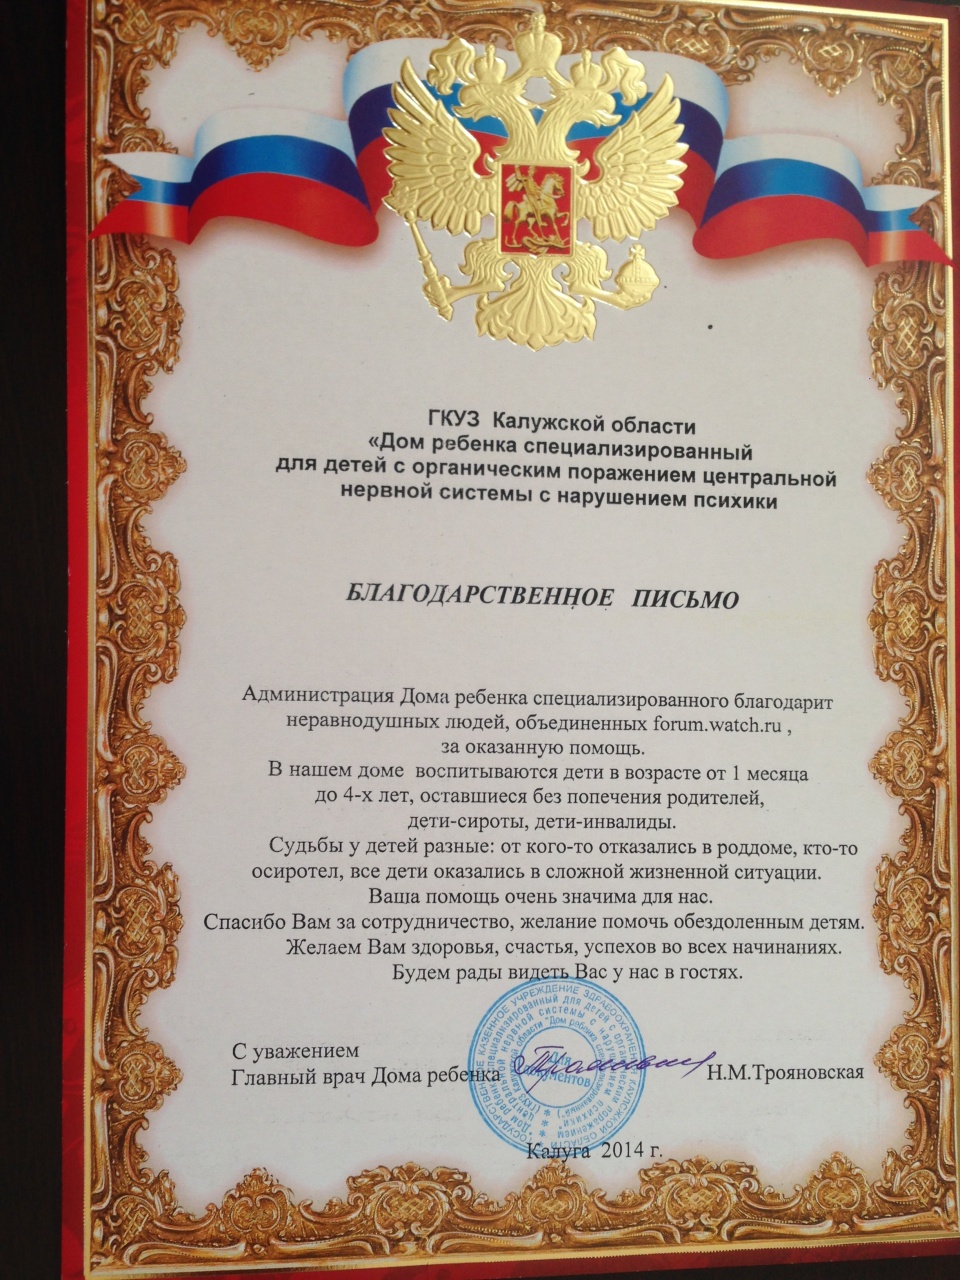 ГКУЗ Калужской области
«Дом ребенка специализированный
для детей с органическим поражением центральной
нервной системы с нарушением психики
БЛАГОДАРСТВЕННОЕ ПИСЬМО
Администрация Дома ребенка специализированного благодарит
неравнодушных людей, объединенных forum.watch.ru ,
за оказанную помощь.
В нашем доме воспитываются дети в возрасте от 1 месяца
до 4-х лет, оставшиеся без попечения родителей,
дети-сироты, дети-инвалиды.
Судьбы у детей разные: от кого-то отказались в роддоме, кто-то
осиротел, все дети оказались в сложной жизненной ситуации.
Ваша помощь очень значима для нас.
Спасибо Вам за сотрудничество, желание помочь обездоленным детям.
Желаем Вам здоровья, счастья, успехов во всех начинаниях.
Будем рады видеть Вас у нас в гостях.
С уважением
Главный врач Дома ребенка
Н.М.Трояновская
Для
документов
Калуга 2014 г.